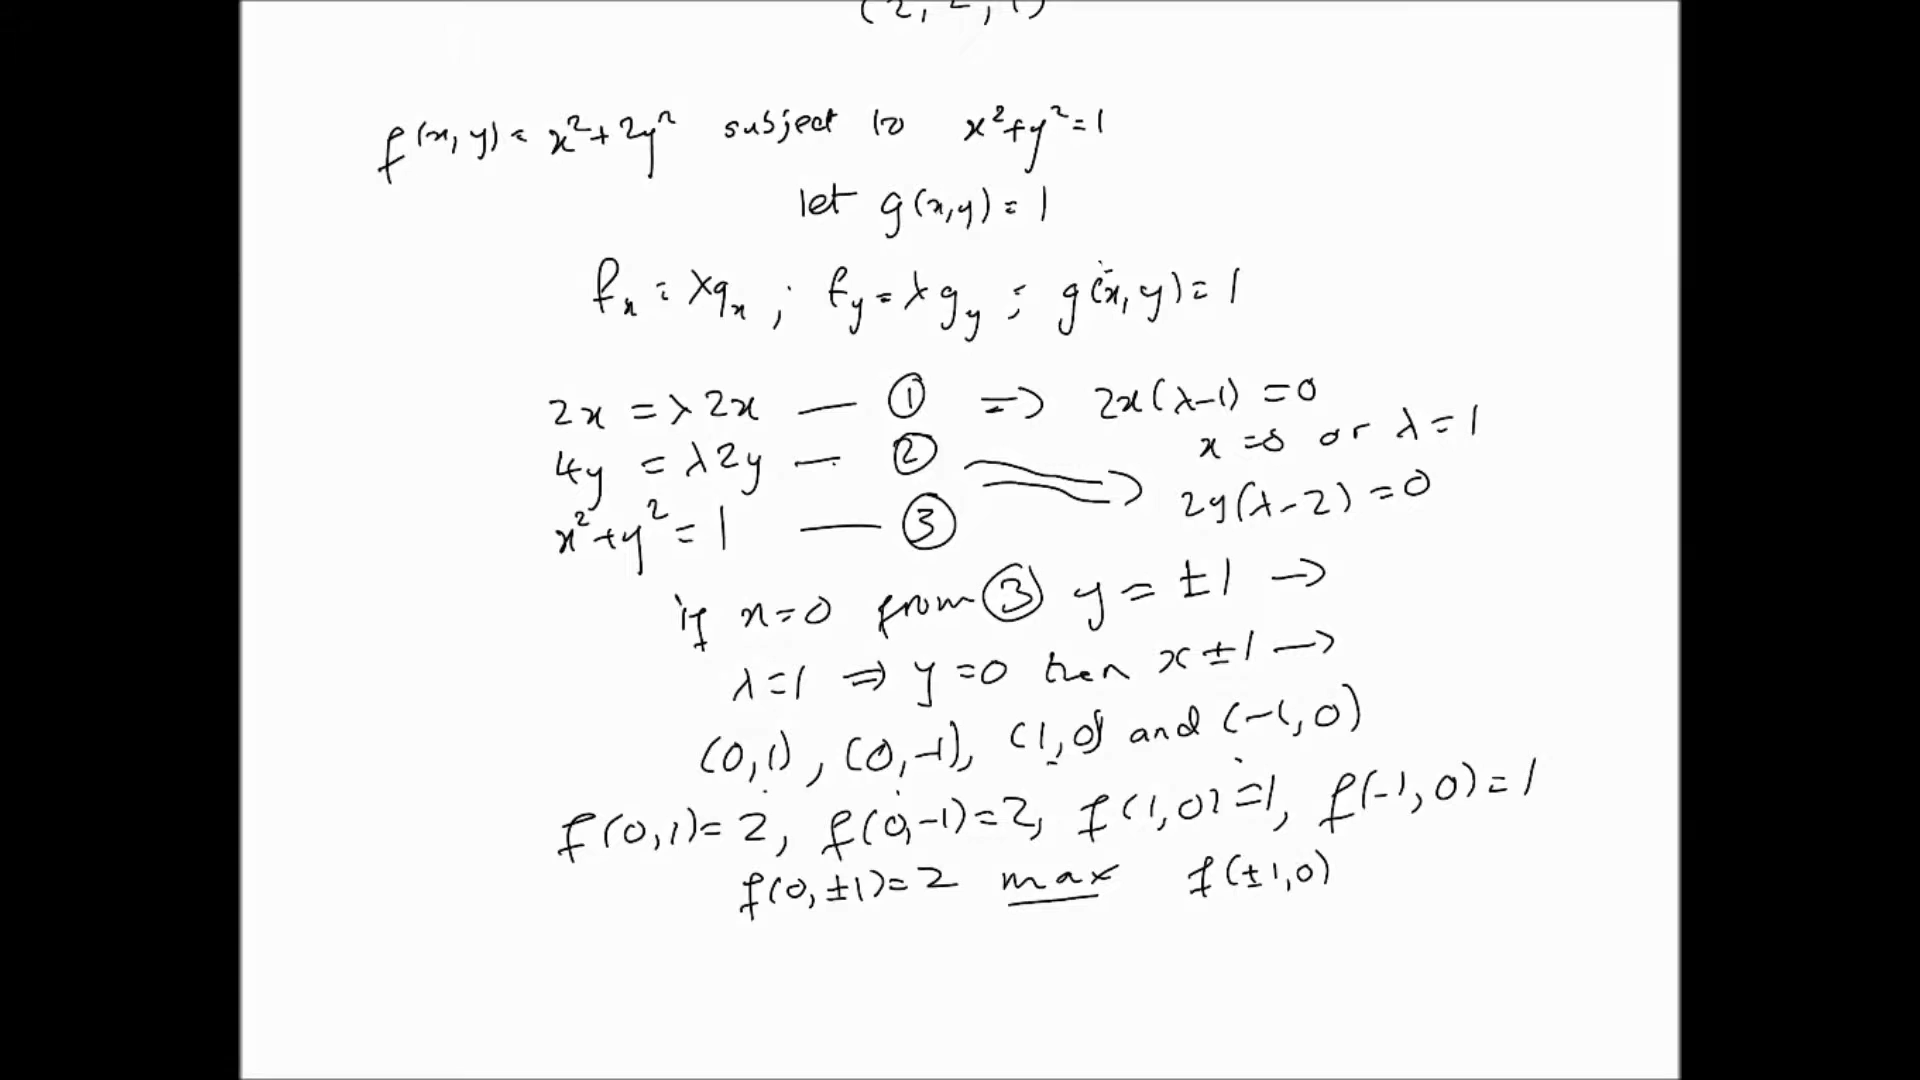 (2, 2, 1)
f(x, y) = x²+2y² subject to x²+y²=1
let g(x,y) = 1
fx = λgx ; fy = λgy ; g(x, y) = 1
2x = λ2x — ① => 2x(λ-1) = 0
x = 0 or λ = 1
4y = λ2y — ② => 2y(λ-2) = 0
x²+y² = 1 — ③
if x=0 from ③ y = ±1 →
λ=1 => y=0 then x ±1 →
(0,1), (0,-1), (1,0) and (-1,0)
f(0,1)=2, f(0,-1)=2, f(1,0)=1, f(-1,0)=1
f(0,±1)=2 max f(±1,0)